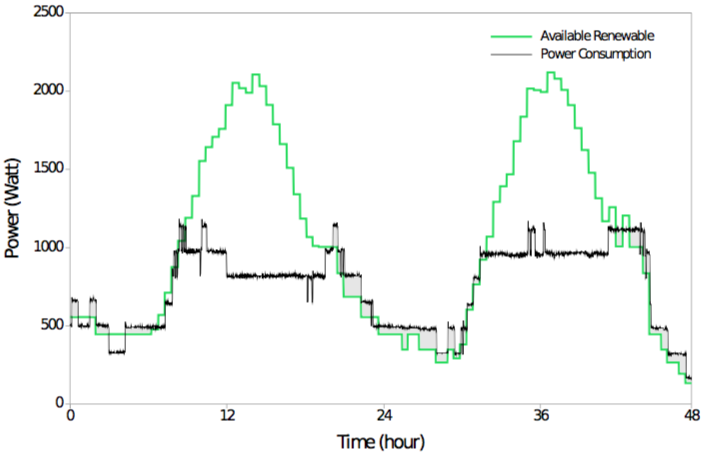 2500
Available Renewable
Power Consumption
2000
1500
1000
500
0
Power (Watt)
0 12 24 36 48
Time (hour)